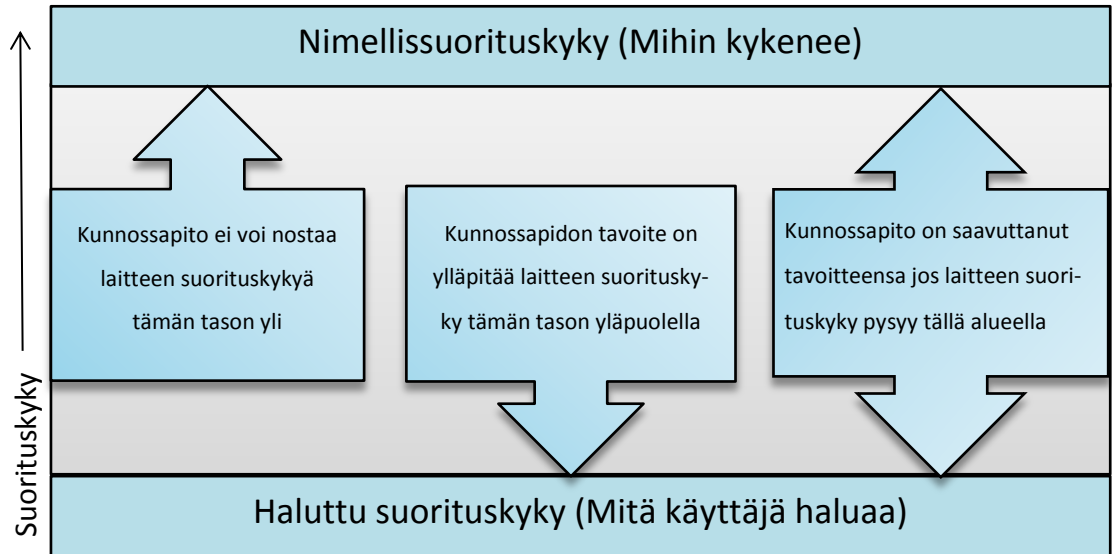 Nimellissuorituskyky (Mihin kykenee)
Kunnossapito ei voi nostaa
laitteen suorituskykyä
tämän tason yli
Kunnossapidon tavoite on
ylläpitää laitteen suoritusky-
ky tämän tason yläpuolella
Kunnossapito on saavuttanut
tavoitteensa jos laitteen suori-
tuskyky pysyy tällä alueella
Haluttu suorituskyky (Mitä käyttäjä haluaa)
Suorituskyky